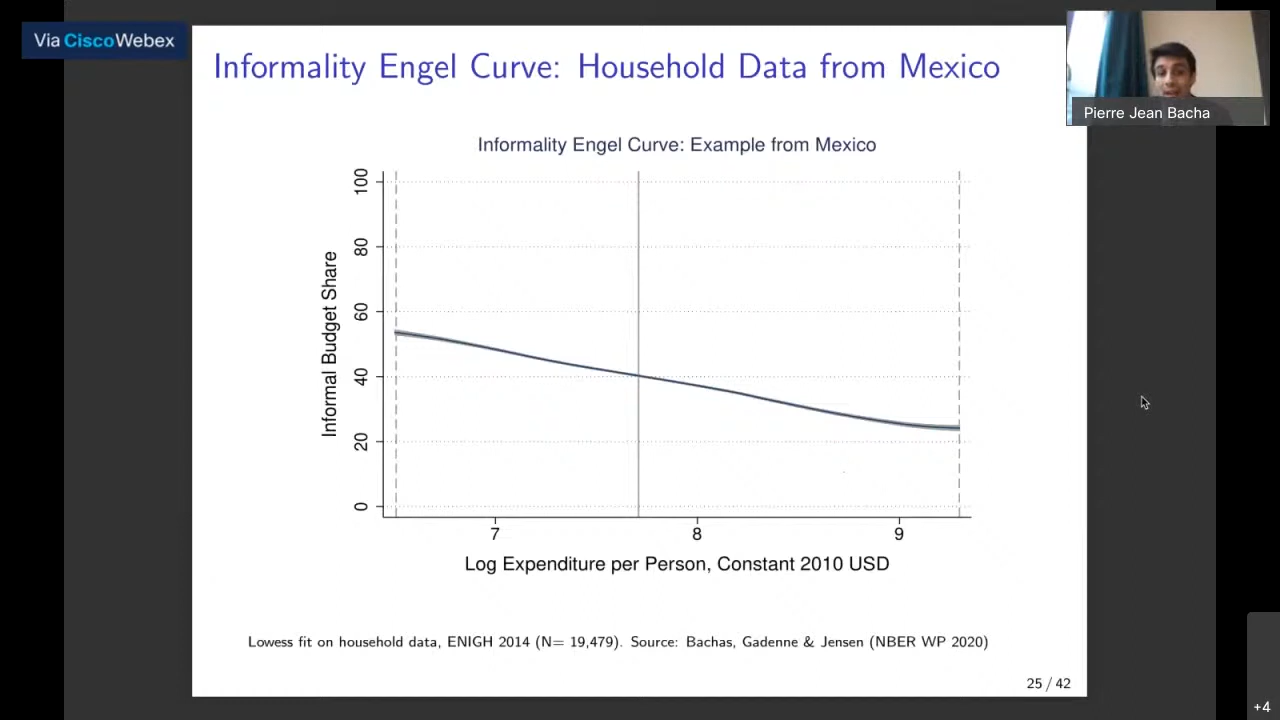 Via CiscoWebex
Informality Engel Curve: Household Data from Mexico
Pierre Jean Bacha
Informality Engel Curve: Example from Mexico
Informal Budget Share
100
80
60
40
20
0
7 8 9
Log Expenditure per Person, Constant 2010 USD
Lowess fit on household data, ENIGH 2014 (N= 19,479). Source: Bachas, Gadenne & Jensen (NBER WP 2020)
25 / 42
+4